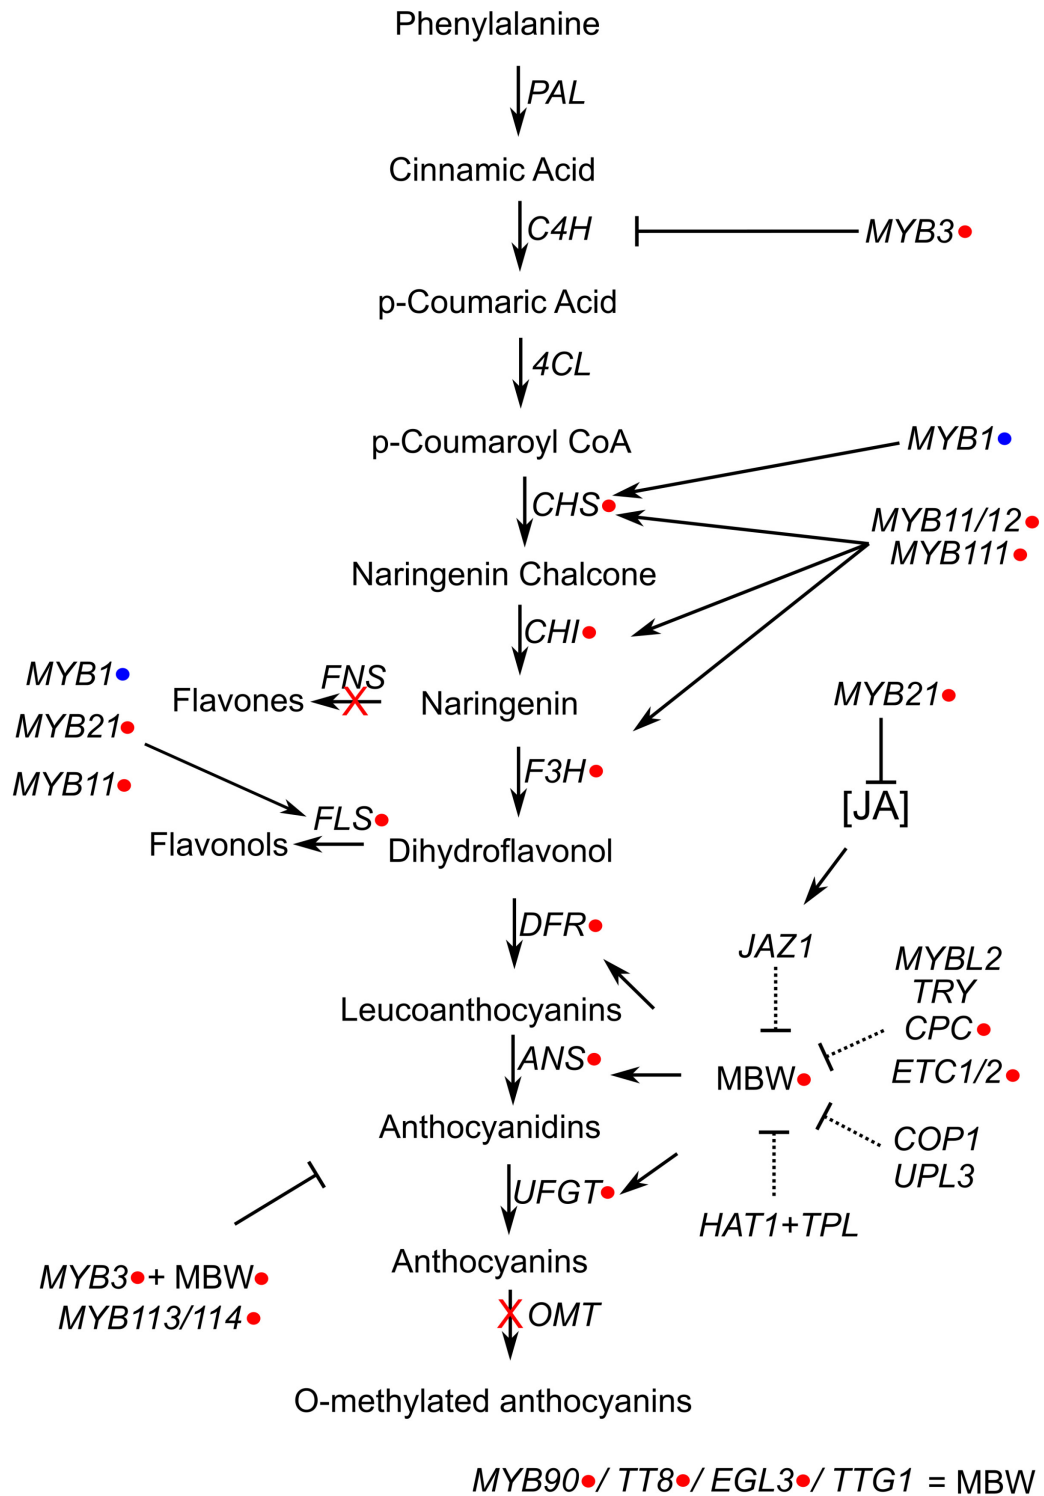 Phenylalanine
PAL
Cinnamic Acid
C4H
MYB3
p-Coumaric Acid
4CL
p-Coumaroyl CoA
MYB1
CHS
MYB11/12
MYB111
Naringenin Chalcone
CHI
MYB1
FNS
Flavones
X
Naringenin
MYB21
MYB21
MYB11
F3H
[JA]
FLS
Flavonols
Dihydroflavonol
DFR
JAZ1
MYBL2
TRY
CPC
ETC1/2
Leucoanthocyanins
ANS
MBW
Anthocyanidins
COP1
UPL3
UFGT
HAT1+TPL
Anthocyanins
MYB3 + MBW
MYB113/114
X
OMT
O-methylated anthocyanins
MYB90 / TT8 / EGL3 / TTG1 = MBW